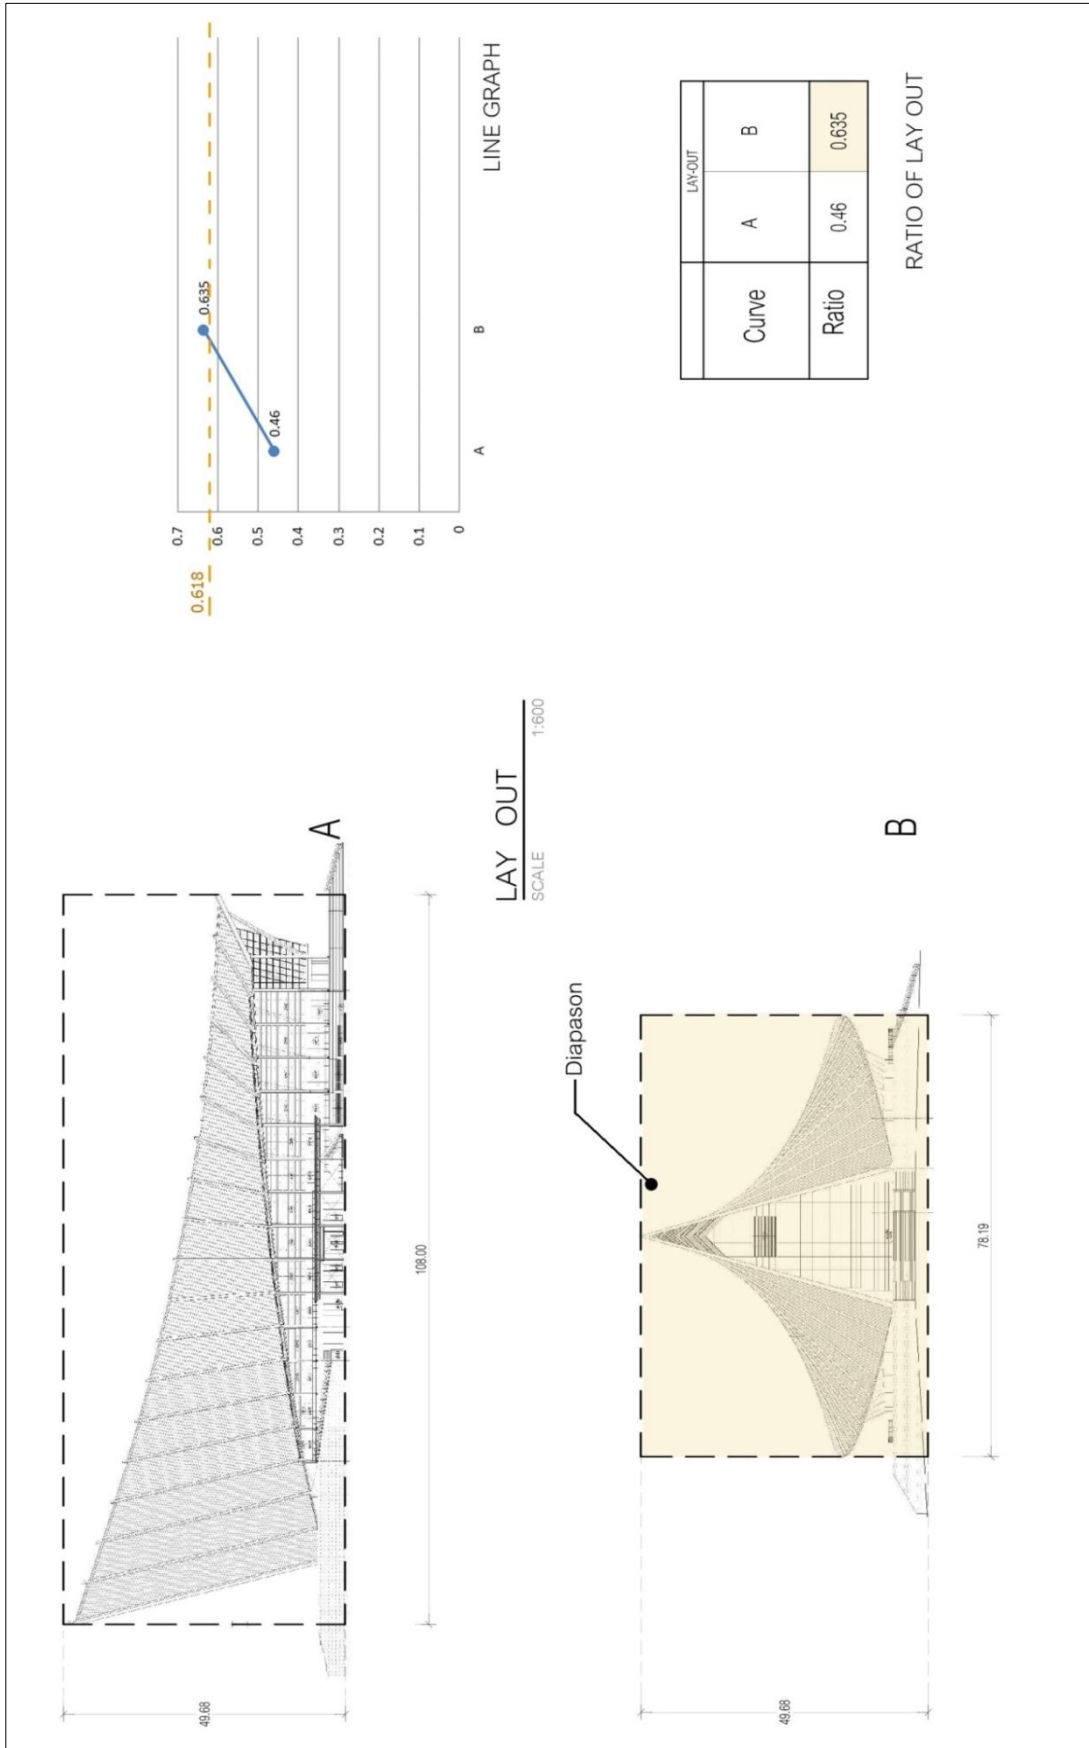 49.68
108.00
A
LAY OUT
SCALE 1:600
Diapason
49.68
78.19
B
0.618
0.7
0.6
0.5
0.4
0.3
0.2
0.1
0
0.46
0.635
A
B
LINE GRAPH
LAY-OUT
Curve A B
Ratio 0.46 0.635
RATIO OF LAY OUT